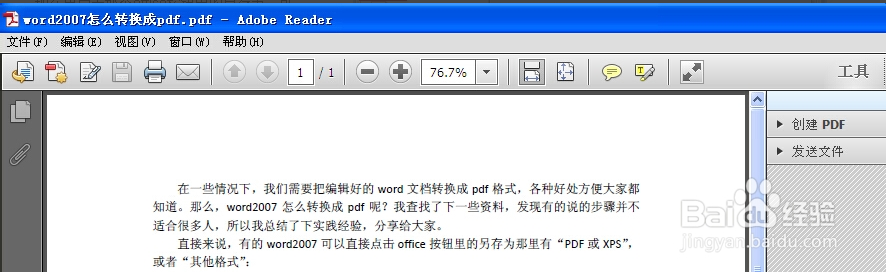 word2007怎么转换成pdf.pdf - Adobe Reader
文件(F) 编辑(E) 视图(V) 窗口(W) 帮助(H)
1 / 1 76.7% 工具
创建 PDF
发送文件
在一些情况下，我们需要把编辑好的 word 文档转换成 pdf 格式，各种好处方便大家都
知道。那么，word2007 怎么转换成 pdf 呢？我查找了下一些资料，发现有的说的步骤并不
适合很多人，所以我总结了下实践经验，分享给大家。
直接来说，有的 word2007 可以直接点击 office 按钮里的另存为那里有“PDF 或 XPS”，
或者“其他格式”：
Baidu经验
jingyan.baidu.com